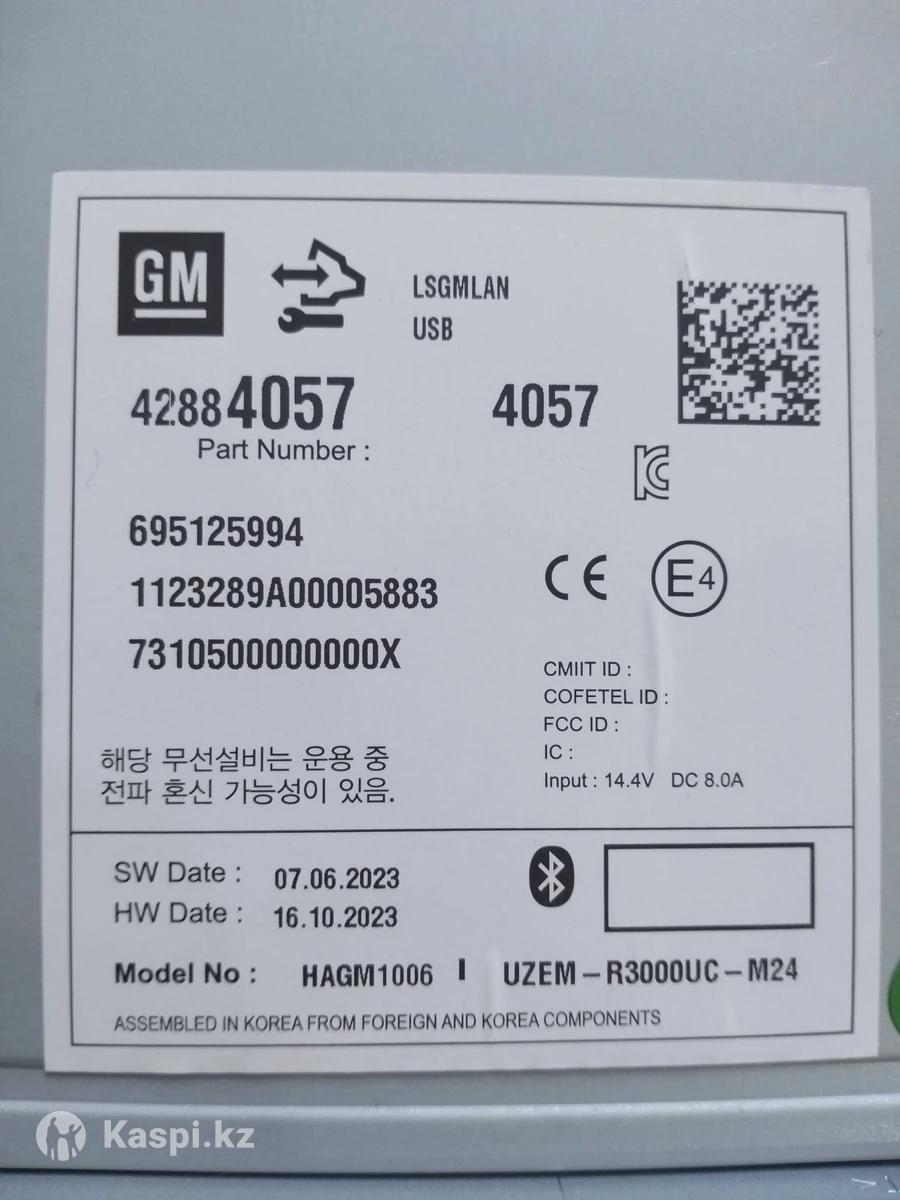 GM
LSGMLAN
USB
42884057
4057
Part Number :
695125994
1123289A00005883
7310500000000X
CE
E4
CMIIT ID :
COFETEL ID :
FCC ID :
IC :
Input : 14.4V DC 8.0A
해당 무선설비는 운용 중
전파 혼신 가능성이 있음.
SW Date : 07.06.2023
HW Date : 16.10.2023
Model No : HAGM1006 I UZEM-R3000UC-M24
ASSEMBLED IN KOREA FROM FOREIGN AND KOREA COMPONENTS
Kaspi.kz